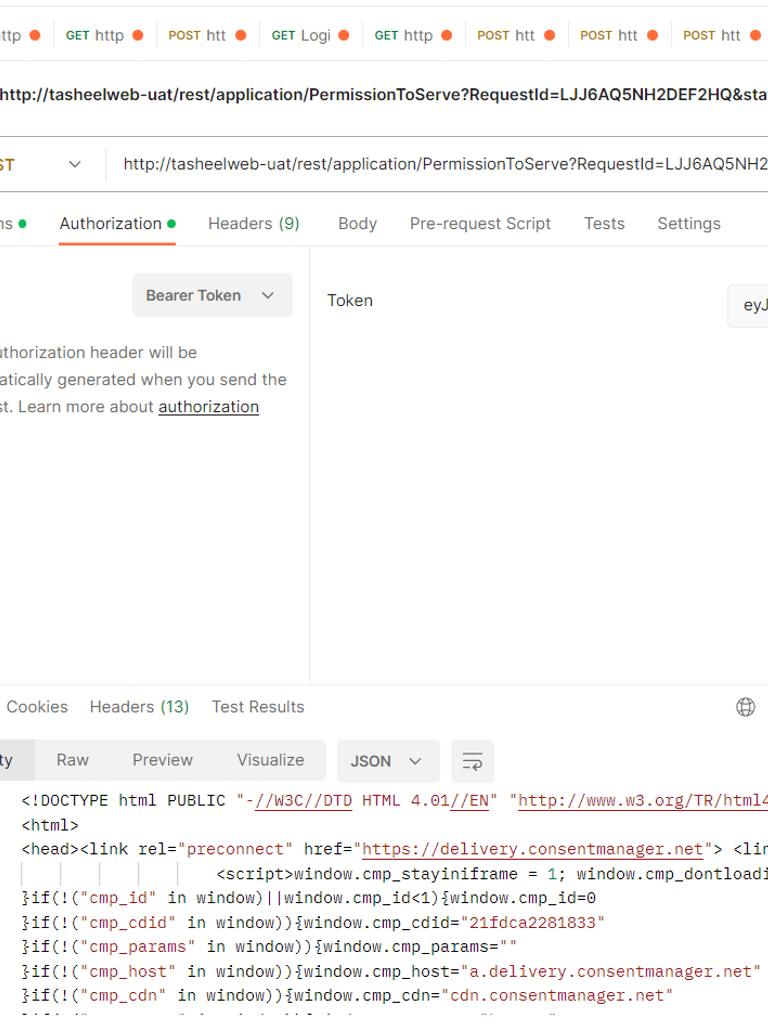 ttp GET http POST htt GET Logi GET http POST htt POST htt POST htt
http://tasheelweb-uat/rest/application/PermissionToServe?RequestId=LJJ6AQ5NH2DEF2HQ&sta
ST http://tasheelweb-uat/rest/application/PermissionToServe?RequestId=LJJ6AQ5NH2
ns Authorization Headers (9) Body Pre-request Script Tests Settings
Bearer Token Token eyJ
uthorization header will be
atically generated when you send the
st. Learn more about authorization
Cookies Headers (13) Test Results
ty Raw Preview Visualize JSON
<!DOCTYPE html PUBLIC "-//W3C//DTD HTML 4.01//EN" "http://www.w3.org/TR/html4
<html>
<head><link rel="preconnect" href="https://delivery.consentmanager.net"> <lin
<script>window.cmp_stayiniframe = 1; window.cmp_dontloadi
}if(!("cmp_id" in window)||window.cmp_id<1){window.cmp_id=0
}if(!("cmp_cdid" in window)){window.cmp_cdid="21fdca2281833"
}if(!("cmp_params" in window)){window.cmp_params=""
}if(!("cmp_host" in window)){window.cmp_host="a.delivery.consentmanager.net"
}if(!("cmp_cdn" in window)){window.cmp_cdn="cdn.consentmanager.net"